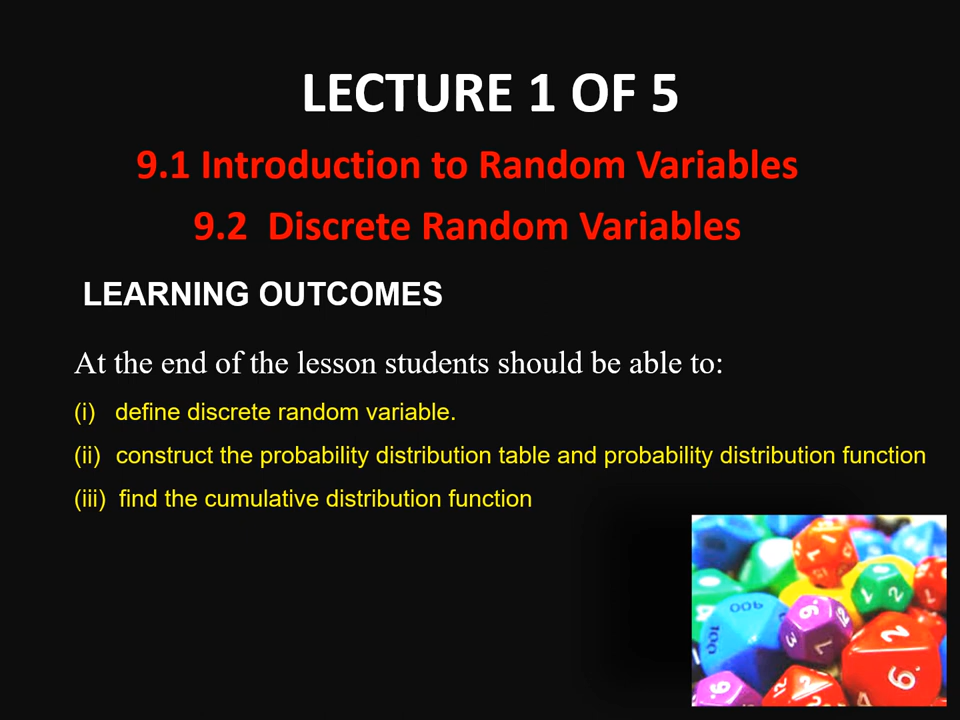 LECTURE 1 OF 5
9.1 Introduction to Random Variables
9.2 Discrete Random Variables
LEARNING OUTCOMES
At the end of the lesson students should be able to:
(i) define discrete random variable.
(ii) construct the probability distribution table and probability distribution function
(iii) find the cumulative distribution function